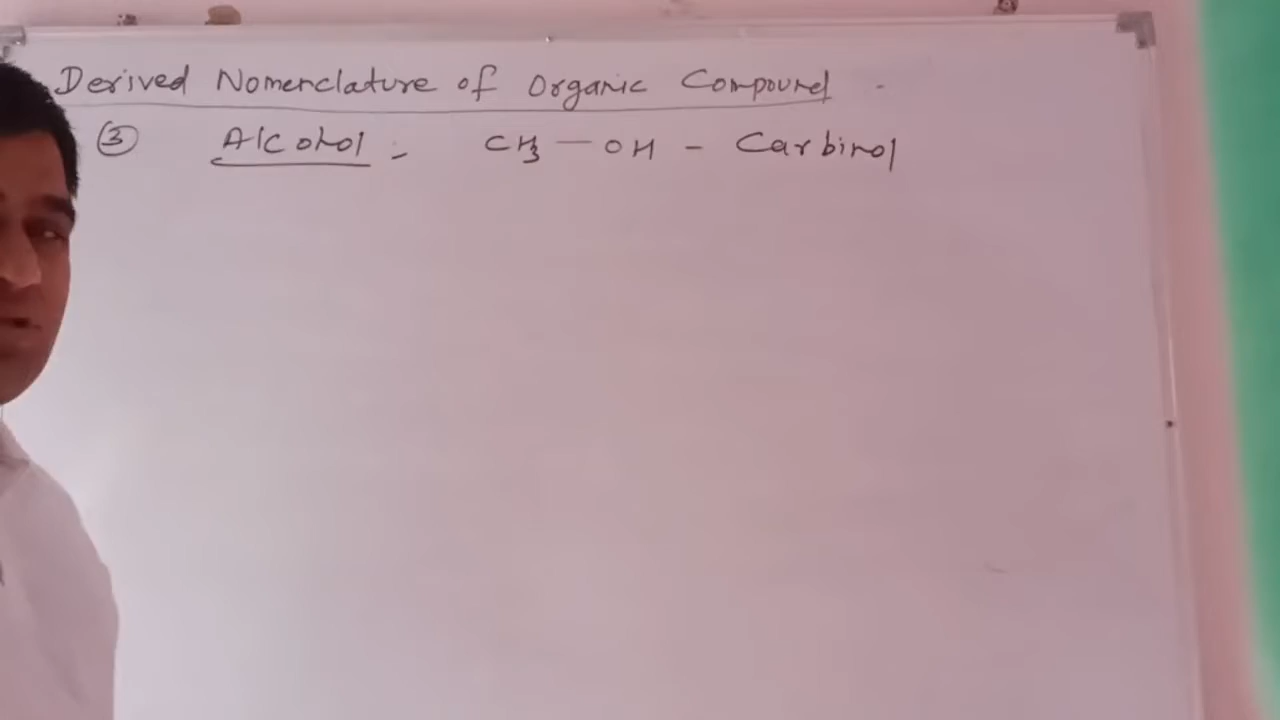 Derived Nomenclature of Organic Compound -
③ Alcohol :- CH₃ — OH - Carbinol